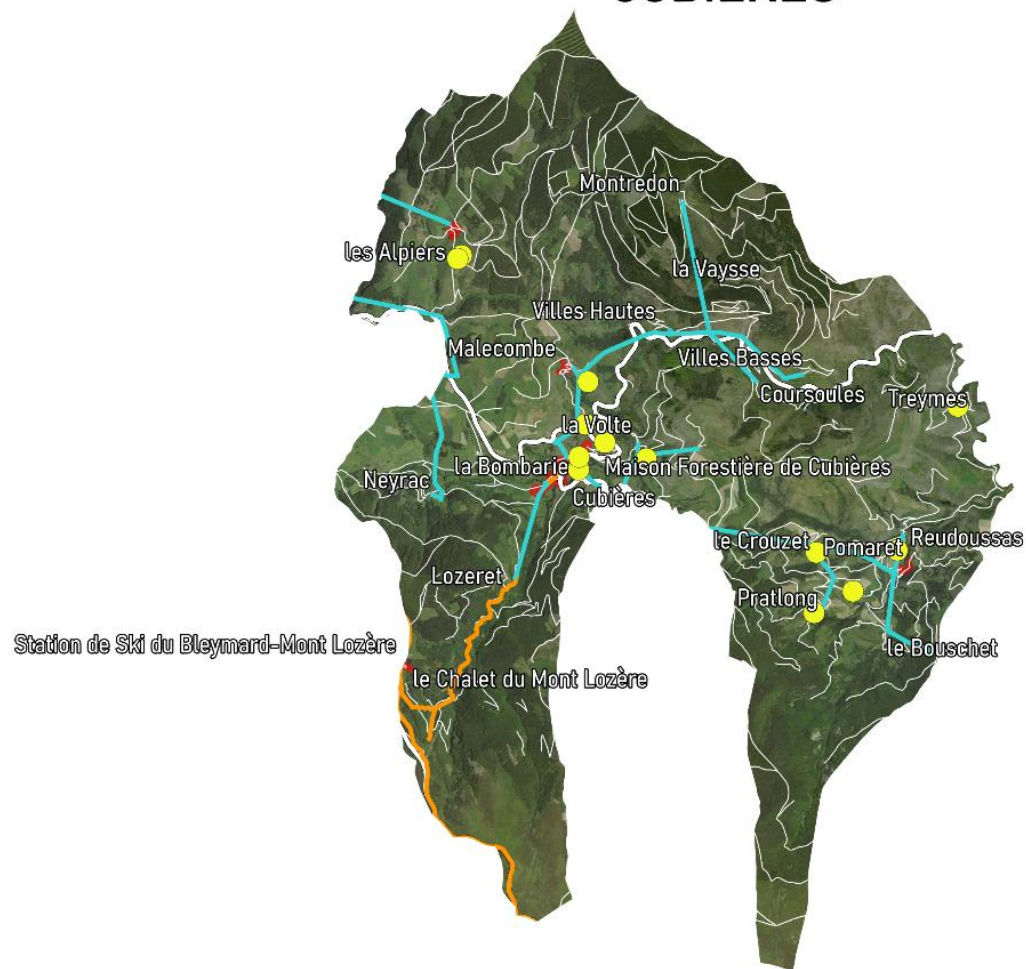 CUBIÈRES
Montredon
les Alpiers
la Vaysse
Villes Hautes
Malecombe
Villes Basses
Coursoules
Treymes
la Volte
la Bombarie
Maison Forestière de Cubières
Neyrac
Cubières
le Crouzet
Pomaret
Reudoussas
Lozeret
Pratlong
Station de Ski du Bleymard-Mont Lozère
le Bouschet
le Chalet du Mont Lozère